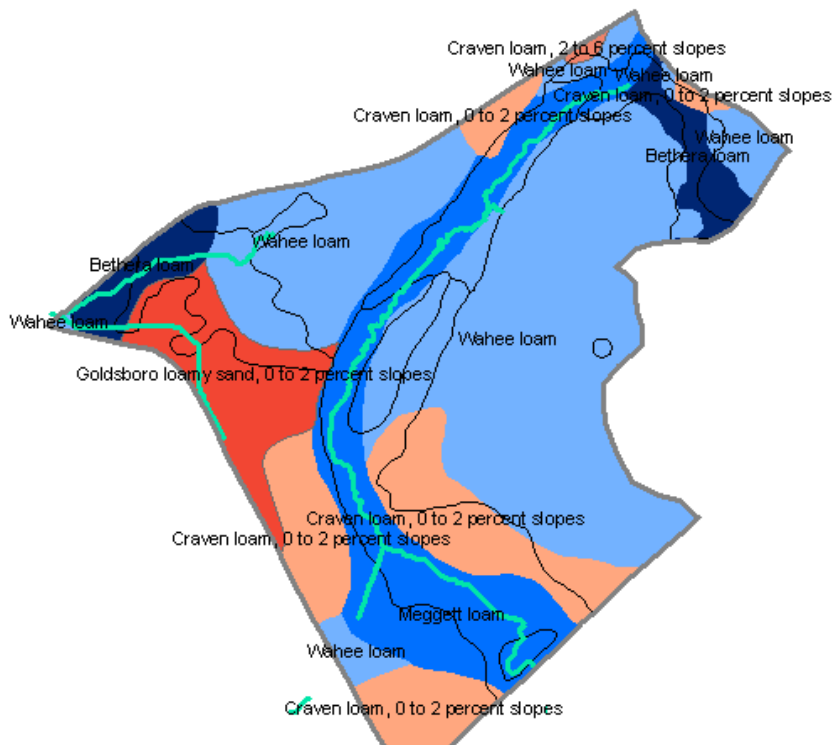 Craven loam, 2 to 6 percent slopes
Wahee loam
Wahee loam
Craven loam, 0 to 2 percent slopes
Craven loam, 0 to 2 percent slopes
Wahee loam
Bethera loam
Wahee loam
Bethera loam
Wahee loam
Wahee loam
Goldsboro loamy sand, 0 to 2 percent slopes
Craven loam, 0 to 2 percent slopes
Craven loam, 0 to 2 percent slopes
Meggett loam
Wahee loam
Craven loam, 0 to 2 percent slopes